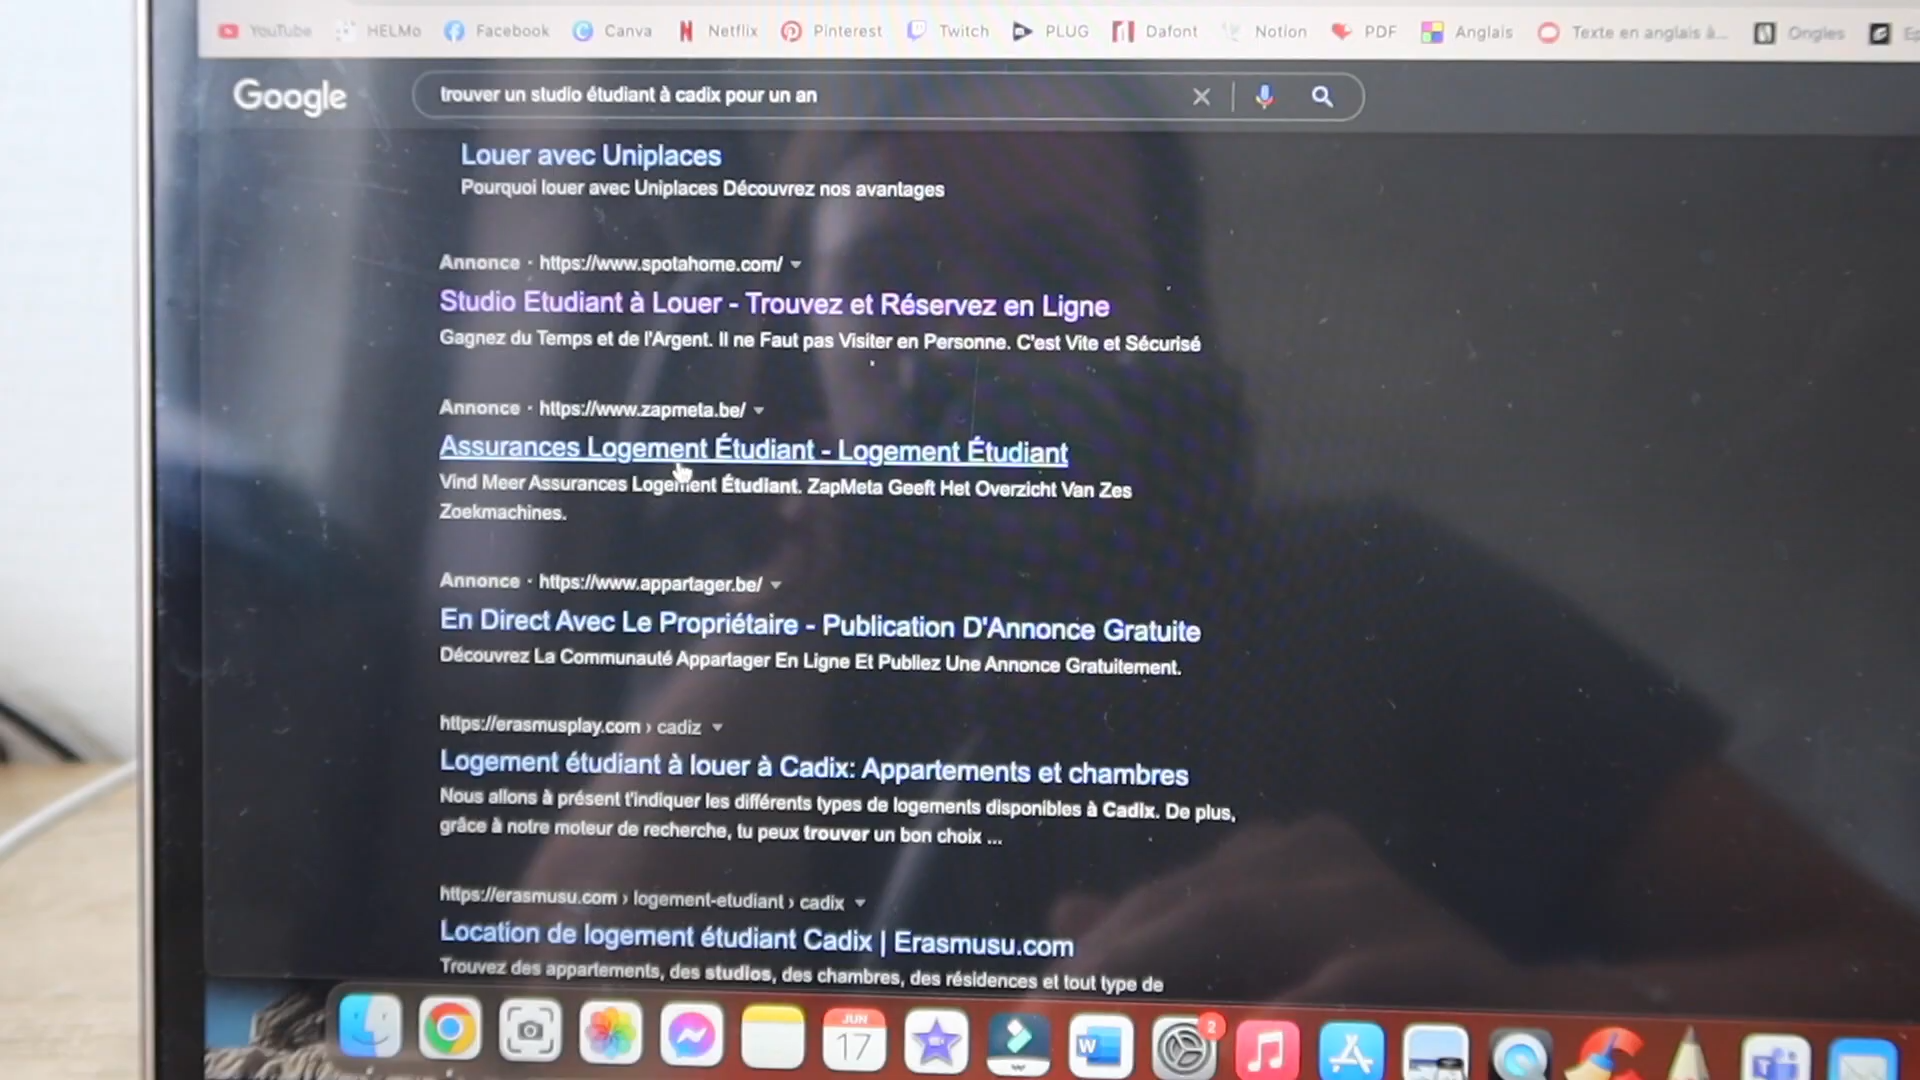 YouTube HELMo Facebook Canva Netflix Pinterest Twitch PLUG Dafont Notion PDF Anglais Texte en anglais à... Ongles
Google trouver un studio étudiant à cadix pour un an
Louer avec Uniplaces
Pourquoi louer avec Uniplaces Découvrez nos avantages
Annonce · https://www.spotahome.com/
Studio Etudiant à Louer - Trouvez et Réservez en Ligne
Gagnez du Temps et de l'Argent. Il ne Faut pas Visiter en Personne. C'est Vite et Sécurisé
Annonce · https://www.zapmeta.be/
Assurances Logement Étudiant - Logement Étudiant
Vind Meer Assurances Logement Étudiant. ZapMeta Geeft Het Overzicht Van Zes
Zoekmachines.
Annonce · https://www.appartager.be/
En Direct Avec Le Propriétaire - Publication D'Annonce Gratuite
Découvrez La Communauté Appartager En Ligne Et Publiez Une Annonce Gratuitement.
https://erasmusplay.com › cadiz
Logement étudiant à louer à Cadix: Appartements et chambres
Nous allons à présent t'indiquer les différents types de logements disponibles à Cadix. De plus,
grâce à notre moteur de recherche, tu peux trouver un bon choix ...
https://erasmusu.com › logement-etudiant › cadix
Location de logement étudiant Cadix | Erasmusu.com
Trouvez des appartements, des studios, des chambres, des résidences et tout type de
JUN
17
W
2